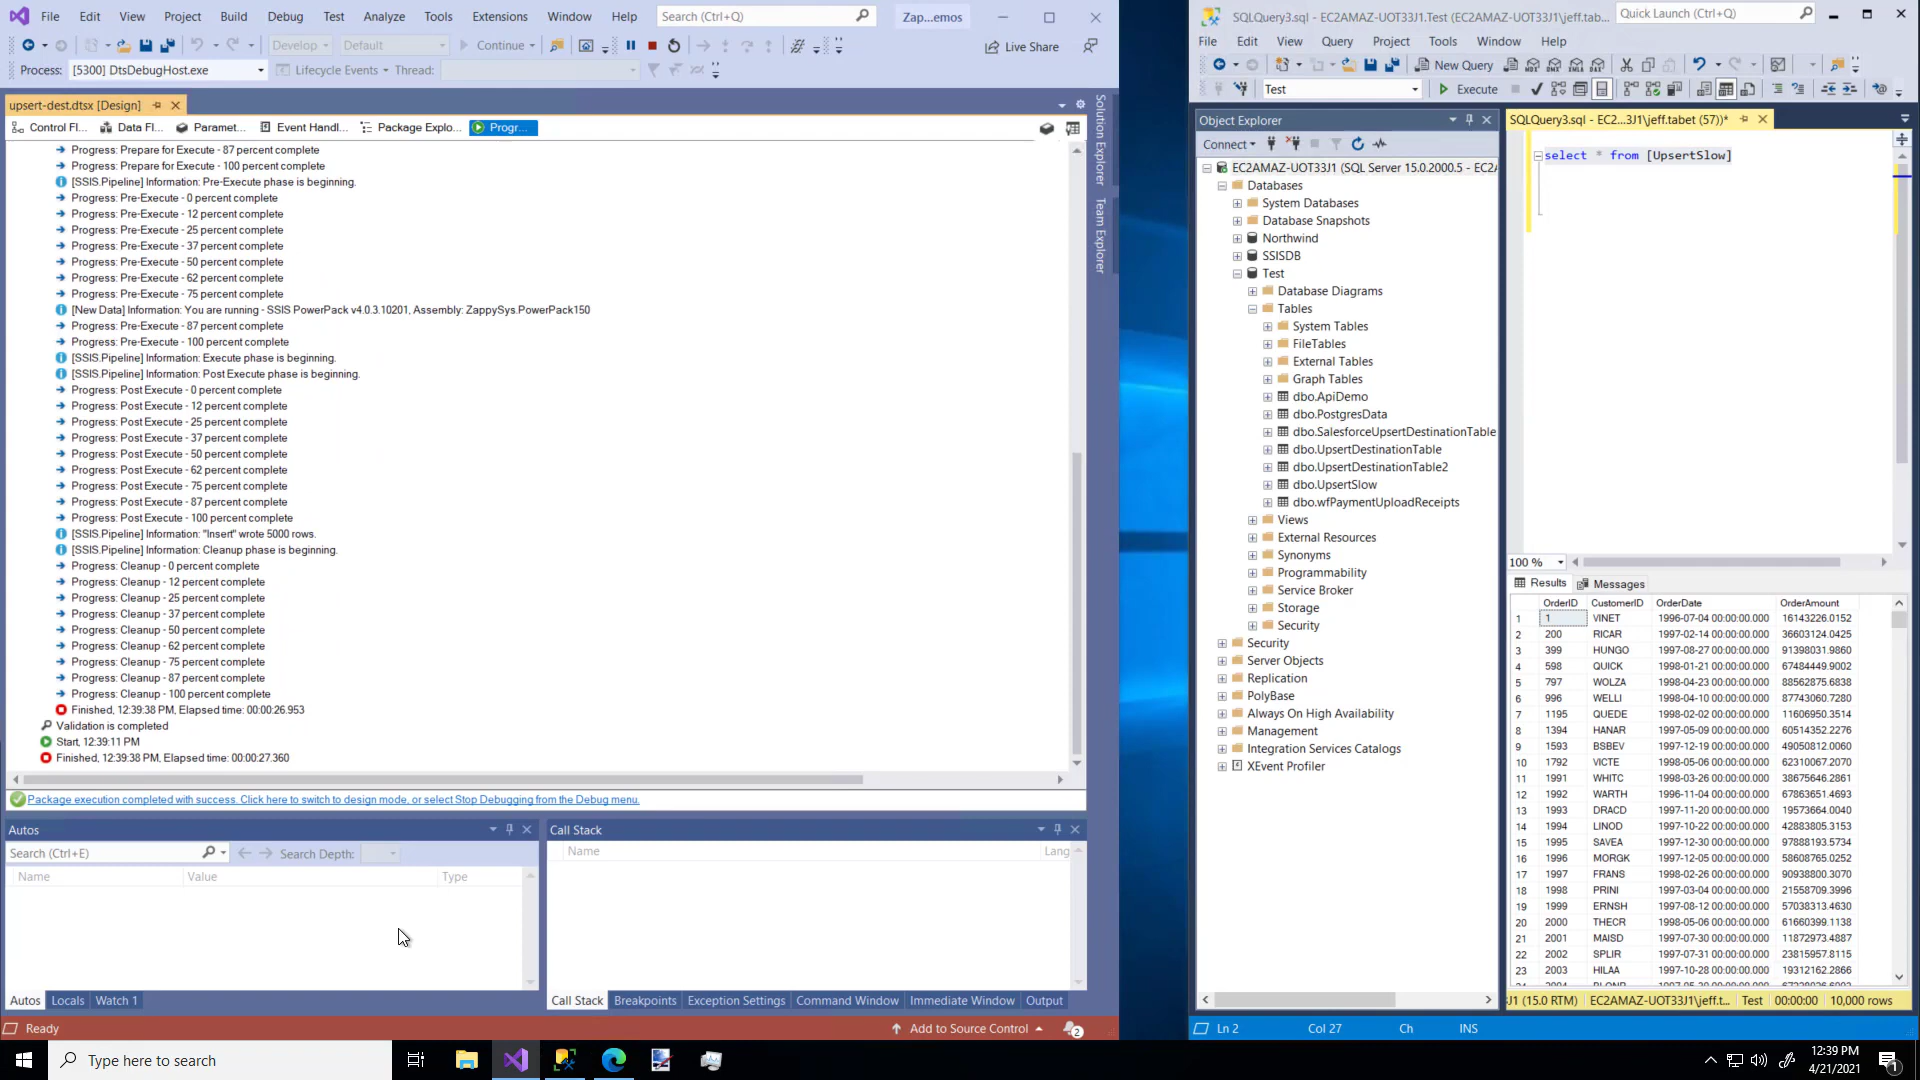 File Edit View Project Build Debug Test Analyze Tools Extensions Window Help Search (Ctrl+Q) Zap...emos
Develop Default Continue Live Share
Process: [5300] DtsDebugHost.exe Lifecycle Events Thread:
upsert-dest.dtsx [Design]
Control Fl... Data Fl... Paramet... Event Handl... Package Explo... Progr...
Progress: Prepare for Execute - 87 percent complete
Progress: Prepare for Execute - 100 percent complete
[SSIS.Pipeline] Information: Pre-Execute phase is beginning.
Progress: Pre-Execute - 0 percent complete
Progress: Pre-Execute - 12 percent complete
Progress: Pre-Execute - 25 percent complete
Progress: Pre-Execute - 37 percent complete
Progress: Pre-Execute - 50 percent complete
Progress: Pre-Execute - 62 percent complete
Progress: Pre-Execute - 75 percent complete
[New Data] Information: You are running - SSIS PowerPack v4.0.3.10201, Assembly: ZappySys.PowerPack150
Progress: Pre-Execute - 87 percent complete
Progress: Pre-Execute - 100 percent complete
[SSIS.Pipeline] Information: Execute phase is beginning.
[SSIS.Pipeline] Information: Post Execute phase is beginning.
Progress: Post Execute - 0 percent complete
Progress: Post Execute - 12 percent complete
Progress: Post Execute - 25 percent complete
Progress: Post Execute - 37 percent complete
Progress: Post Execute - 50 percent complete
Progress: Post Execute - 62 percent complete
Progress: Post Execute - 75 percent complete
Progress: Post Execute - 87 percent complete
Progress: Post Execute - 100 percent complete
[SSIS.Pipeline] Information: "Insert" wrote 5000 rows.
[SSIS.Pipeline] Information: Cleanup phase is beginning.
Progress: Cleanup - 0 percent complete
Progress: Cleanup - 12 percent complete
Progress: Cleanup - 25 percent complete
Progress: Cleanup - 37 percent complete
Progress: Cleanup - 50 percent complete
Progress: Cleanup - 62 percent complete
Progress: Cleanup - 75 percent complete
Progress: Cleanup - 87 percent complete
Progress: Cleanup - 100 percent complete
Finished, 12:39:38 PM, Elapsed time: 00:00:26.953
Validation is completed
Start, 12:39:11 PM
Finished, 12:39:38 PM, Elapsed time: 00:00:27.360
Package execution completed with success. Click here to switch to design mode, or select Stop Debugging from the Debug menu.
Solution Explorer
Team Explorer
Autos
Search (Ctrl+E) Search Depth:
Name Value Type
Autos Locals Watch 1
Call Stack
Name Lang
Call Stack Breakpoints Exception Settings Command Window Immediate Window Output
Ready Add to Source Control 2
SQLQuery3.sql - EC2AMAZ-UOT33J1.Test (EC2AMAZ-UOT33J1\jeff.tab... Quick Launch (Ctrl+Q)
File Edit View Query Project Tools Window Help
New Query
Test Execute
Object Explorer
Connect
EC2AMAZ-UOT33J1 (SQL Server 15.0.2000.5 - EC2A
Databases
System Databases
Database Snapshots
Northwind
SSISDB
Test
Database Diagrams
Tables
System Tables
FileTables
External Tables
Graph Tables
dbo.ApiDemo
dbo.PostgresData
dbo.SalesforceUpsertDestinationTable
dbo.UpsertDestinationTable
dbo.UpsertDestinationTable2
dbo.UpsertSlow
dbo.wfPaymentUploadReceipts
Views
External Resources
Synonyms
Programmability
Service Broker
Storage
Security
Security
Server Objects
Replication
PolyBase
Always On High Availability
Management
Integration Services Catalogs
XEvent Profiler
SQLQuery3.sql - EC2...3J1\jeff.tabet (57))*
select * from [UpsertSlow]
100 %
Results Messages
OrderID CustomerID OrderDate OrderAmount
1 1 VINET 1996-07-04 00:00:00.000 16143226.0152
2 200 RICAR 1997-02-14 00:00:00.000 36603124.0425
3 399 HUNGO 1997-08-27 00:00:00.000 91398031.9860
4 598 QUICK 1998-01-21 00:00:00.000 67484449.9002
5 797 WOLZA 1998-04-23 00:00:00.000 88562875.6838
6 996 WELLI 1998-04-10 00:00:00.000 87743060.7280
7 1195 QUEDE 1998-02-02 00:00:00.000 11606950.3514
8 1394 HANAR 1997-05-09 00:00:00.000 60514352.2276
9 1593 BSBEV 1997-12-19 00:00:00.000 49050812.0060
10 1792 VICTE 1998-05-06 00:00:00.000 62310067.2070
11 1991 WHITC 1998-03-26 00:00:00.000 38675646.2861
12 1992 WARTH 1996-11-04 00:00:00.000 67863651.4693
13 1993 DRACD 1997-11-20 00:00:00.000 19573664.0040
14 1994 LINOD 1997-10-22 00:00:00.000 42883805.3153
15 1995 SAVEA 1997-12-30 00:00:00.000 97888193.5734
16 1996 MORGK 1997-12-05 00:00:00.000 58608765.0252
17 1997 FRANS 1998-02-26 00:00:00.000 90938800.3070
18 1998 PRINI 1997-03-04 00:00:00.000 21558709.3996
19 1999 ERNSH 1997-08-12 00:00:00.000 57038313.4630
20 2000 THECR 1998-05-06 00:00:00.000 61660399.1138
21 2001 MAISD 1997-07-30 00:00:00.000 11872973.4887
22 2002 SPLIR 1997-07-31 00:00:00.000 23815957.8115
23 2003 HILAA 1997-10-28 00:00:00.000 19312162.2866
J1 (15.0 RTM) EC2AMAZ-UOT33J1\jeff.t... Test 00:00:00 10,000 rows
Ln 2 Col 27 Ch INS
Type here to search
12:39 PM
4/21/2021
1